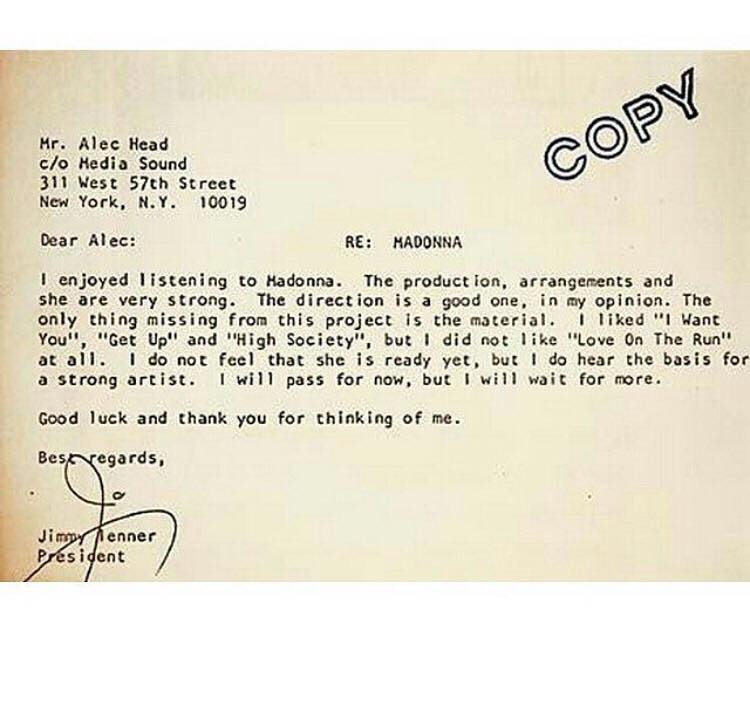 COPY
Mr. Alec Head
c/o Media Sound
311 West 57th Street
New York, N.Y. 10019
Dear Alec: RE: MADONNA
I enjoyed listening to Madonna. The production, arrangements and
she are very strong. The direction is a good one, in my opinion. The
only thing missing from this project is the material. I liked "I Want
You", "Get Up" and "High Society", but I did not like "Love On The Run"
at all. I do not feel that she is ready yet, but I do hear the basis for
a strong artist. I will pass for now, but I will wait for more.
Good luck and thank you for thinking of me.
Best regards,
Jimmy Ienner
President